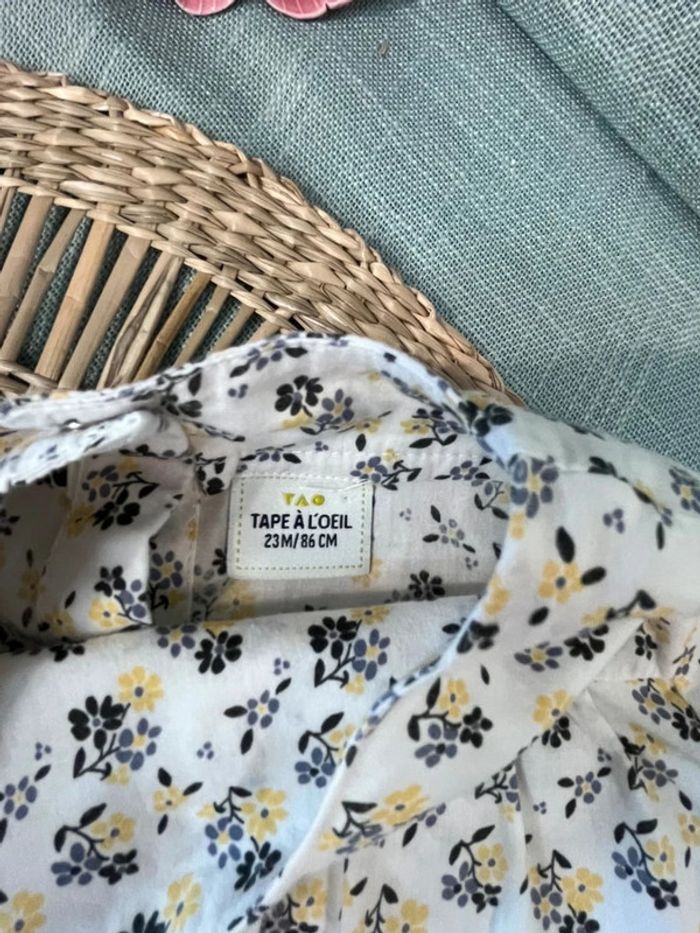 TAO
TAPE À L'OEIL
23M/86 CM